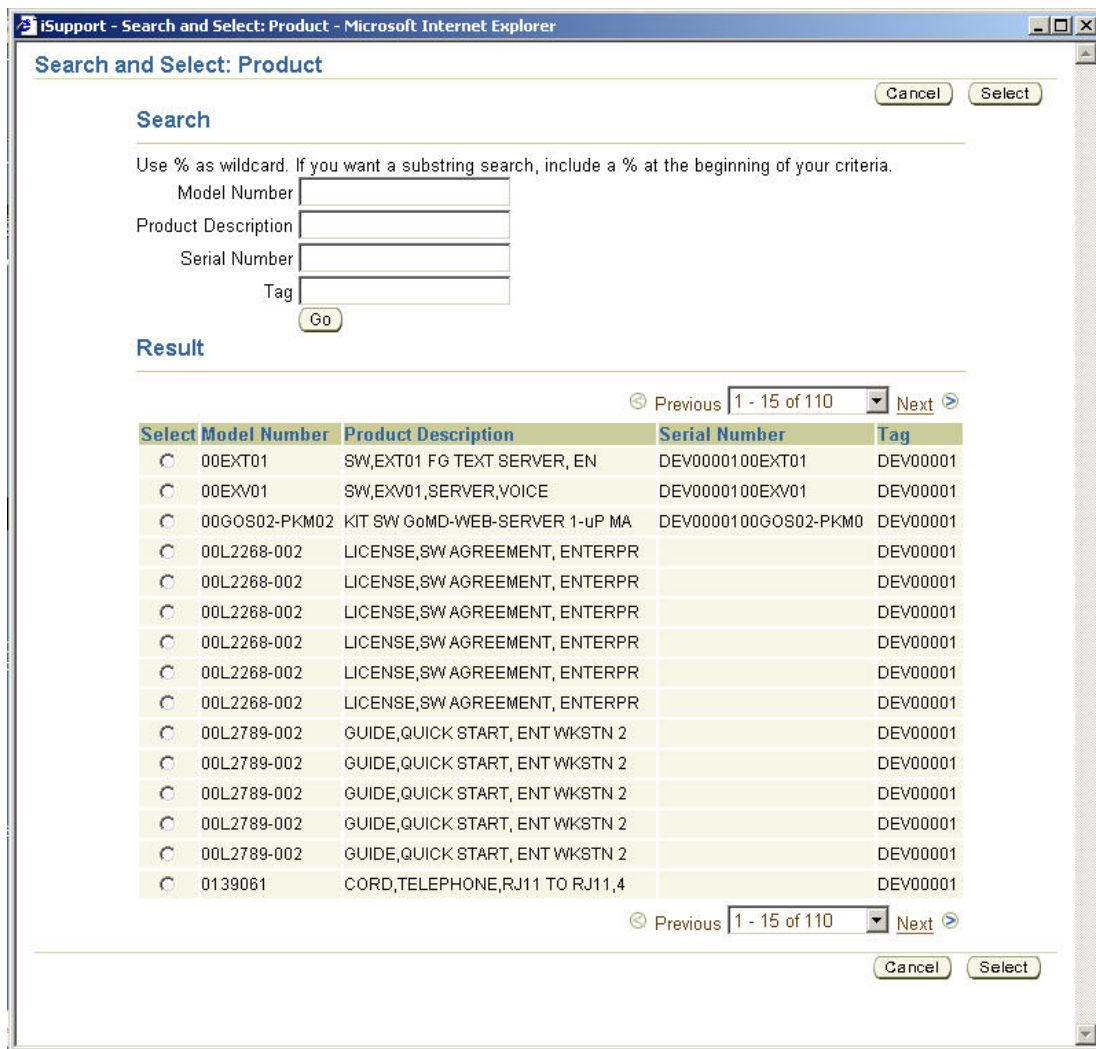 iSupport - Search and Select: Product - Microsoft Internet Explorer
Search and Select: Product
Cancel Select
Search
Use % as wildcard. If you want a substring search, include a % at the beginning of your criteria.
Model Number
Product Description
Serial Number
Tag
Go
Result
Previous 1 - 15 of 110 Next
Select Model Number Product Description Serial Number Tag
00EXT01 SW,EXT01 FG TEXT SERVER, EN DEV0000100EXT01 DEV00001
00EXV01 SW,EXV01,SERVER,VOICE DEV0000100EXV01 DEV00001
00GOS02-PKM02 KIT SW GoMD-WEB-SERVER 1-uP MA DEV0000100GOS02-PKM0 DEV00001
00L2268-002 LICENSE,SW AGREEMENT, ENTERPR DEV00001
00L2268-002 LICENSE,SW AGREEMENT, ENTERPR DEV00001
00L2268-002 LICENSE,SW AGREEMENT, ENTERPR DEV00001
00L2268-002 LICENSE,SW AGREEMENT, ENTERPR DEV00001
00L2268-002 LICENSE,SW AGREEMENT, ENTERPR DEV00001
00L2268-002 LICENSE,SW AGREEMENT, ENTERPR DEV00001
00L2789-002 GUIDE,QUICK START, ENT WKSTN 2 DEV00001
00L2789-002 GUIDE,QUICK START, ENT WKSTN 2 DEV00001
00L2789-002 GUIDE,QUICK START, ENT WKSTN 2 DEV00001
00L2789-002 GUIDE,QUICK START, ENT WKSTN 2 DEV00001
00L2789-002 GUIDE,QUICK START, ENT WKSTN 2 DEV00001
0139061 CORD,TELEPHONE,RJ11 TO RJ11,4 DEV00001
Previous 1 - 15 of 110 Next
Cancel Select